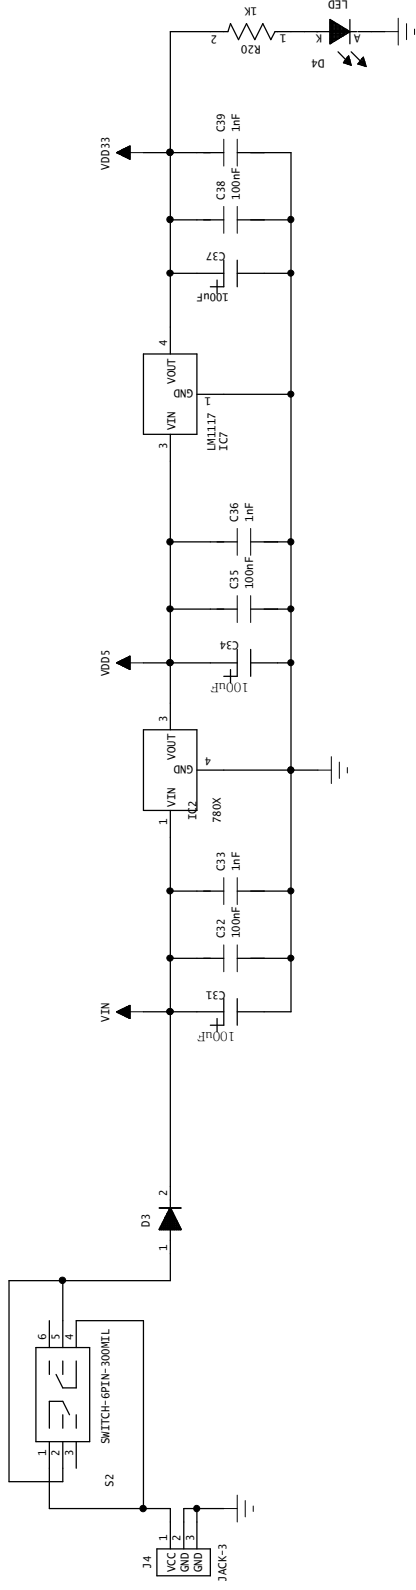 J4
VCC
GND
GND
1
2
3
JACK-3
S2
1
2
3
6
5
4
SWITCH-6PIN-300MIL
D3
1
2
VIN
C31
100uF
C32
100nF
C33
1nF
1
VIN
VOUT
GND
3
4
IC2
780X
VDD5
C34
100uF
C35
100nF
C36
1nF
3
VIN
VOUT
GND
4
1
LM1117
IC7
VDD33
C37
100uF
C38
100nF
C39
1nF
2
R20
1K
1
K
A
D4
LED